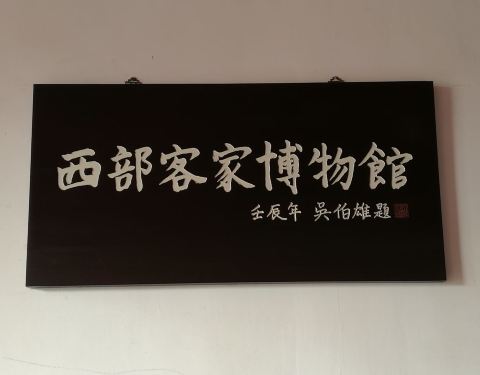 西部客家博物館
壬辰年 吳伯雄題